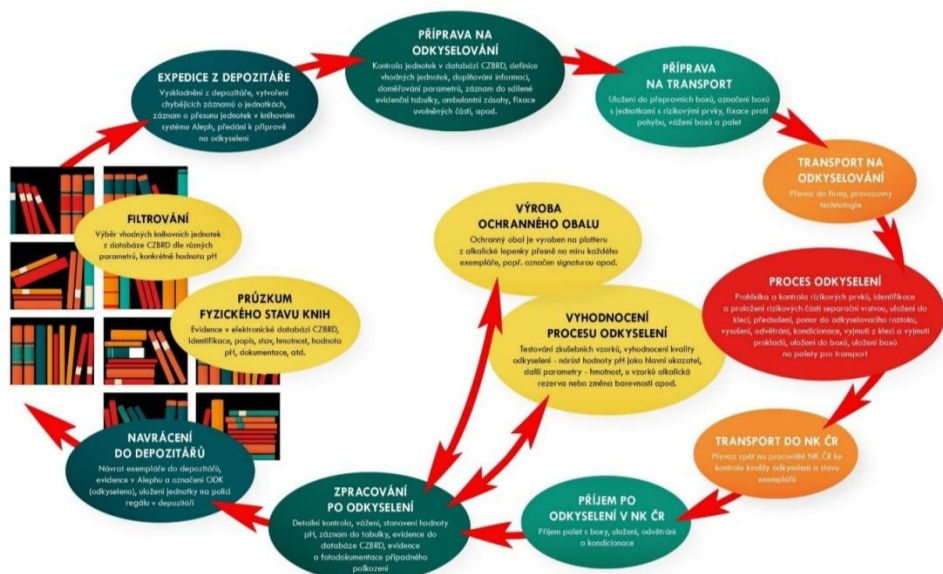 PŘÍPRAVA NA
ODKYSELOVÁNÍ
Kontrola jednotek v databázi CZBRD, definice
vhodných jednotek, doplňování informací,
doměřování parametrů, záznam do sdílené
evidenční tabulky, ambulantní zásahy, fixace
uvolněných částí, apod.
EXPEDICE Z DEPOZITÁŘE
Vyskladnění z depozitáře, vytvoření
chybějících záznamů o jednotkách,
záznam o přesunu jednotek v knihovním
systému Aleph, předání k přípravě
na odkyselení
PŘÍPRAVA
NA TRANSPORT
Uložení do přepravních boxů, označení boxů
s jednotkami s rizikovými prvky, fixace proti
pohybu, vážení boxů a palet
TRANSPORT NA
ODKYSELOVÁNÍ
Převoz do firmy, provozovny
technologie
FILTROVÁNÍ
Výběr vhodných knihovních jednotek
z databáze CZBRD dle různých
parametrů, konkrétně hodnota pH
VÝROBA
OCHRANNÉHO OBALU
Ochranný obal je vyroben na plotteru
z alkalické lepenky přesně na míru každého
exempláře, popř. označen signaturou apod.
PROCES ODKYSELENÍ
Prohlídka a kontrola rizikových prvků, identifikace
a proložení rizikových částí separační vrstvou, uložení do
klecí, předsušení, ponor do odkyselovacího roztoku,
vysušení, odvětrání, kondicionace, vyjmutí z klecí a vyjmutí
prokladů, uložení do boxů, uložení boxů
na palety pro transport
PRŮZKUM
FYZICKÉHO STAVU KNIH
Evidence v elektronické databázi CZBRD,
identifikace, popis, stav, hmotnost, hodnota
pH, dokumentace, atd.
VYHODNOCENÍ
PROCESU ODKYSELENÍ
Testování zkušebních vzorků, vyhodnocení kvality
odkyselení - nárůst hodnoty pH jako hlavní ukazatel,
další parametry - hmotnost, u vzorků alkalická
rezerva nebo změna barevnosti apod.
NAVRÁCENÍ
DO DEPOZITÁŘŮ
Návrat exempláře do depozitářů,
evidence v Alephu a označení ODK
(odkyseleno), uložení jednotky na polici
regálu v depozitáři
TRANSPORT DO NK ČR
Převoz zpět na pracoviště NK ČR ke
kontrole kvality odkyselení a stavu
exemplářů
ZPRACOVÁNÍ
PO ODKYSELENÍ
Detailní kontrola, vážení, stanovení hodnoty
pH, záznam do tabulky, evidence do
databáze CZBRD, evidence
a fotodokumentace případného
poškození
PŘÍJEM PO
ODKYSELENÍ V NK ČR
Příjem palet s boxy, uložení, odvětrání
a kondicionace